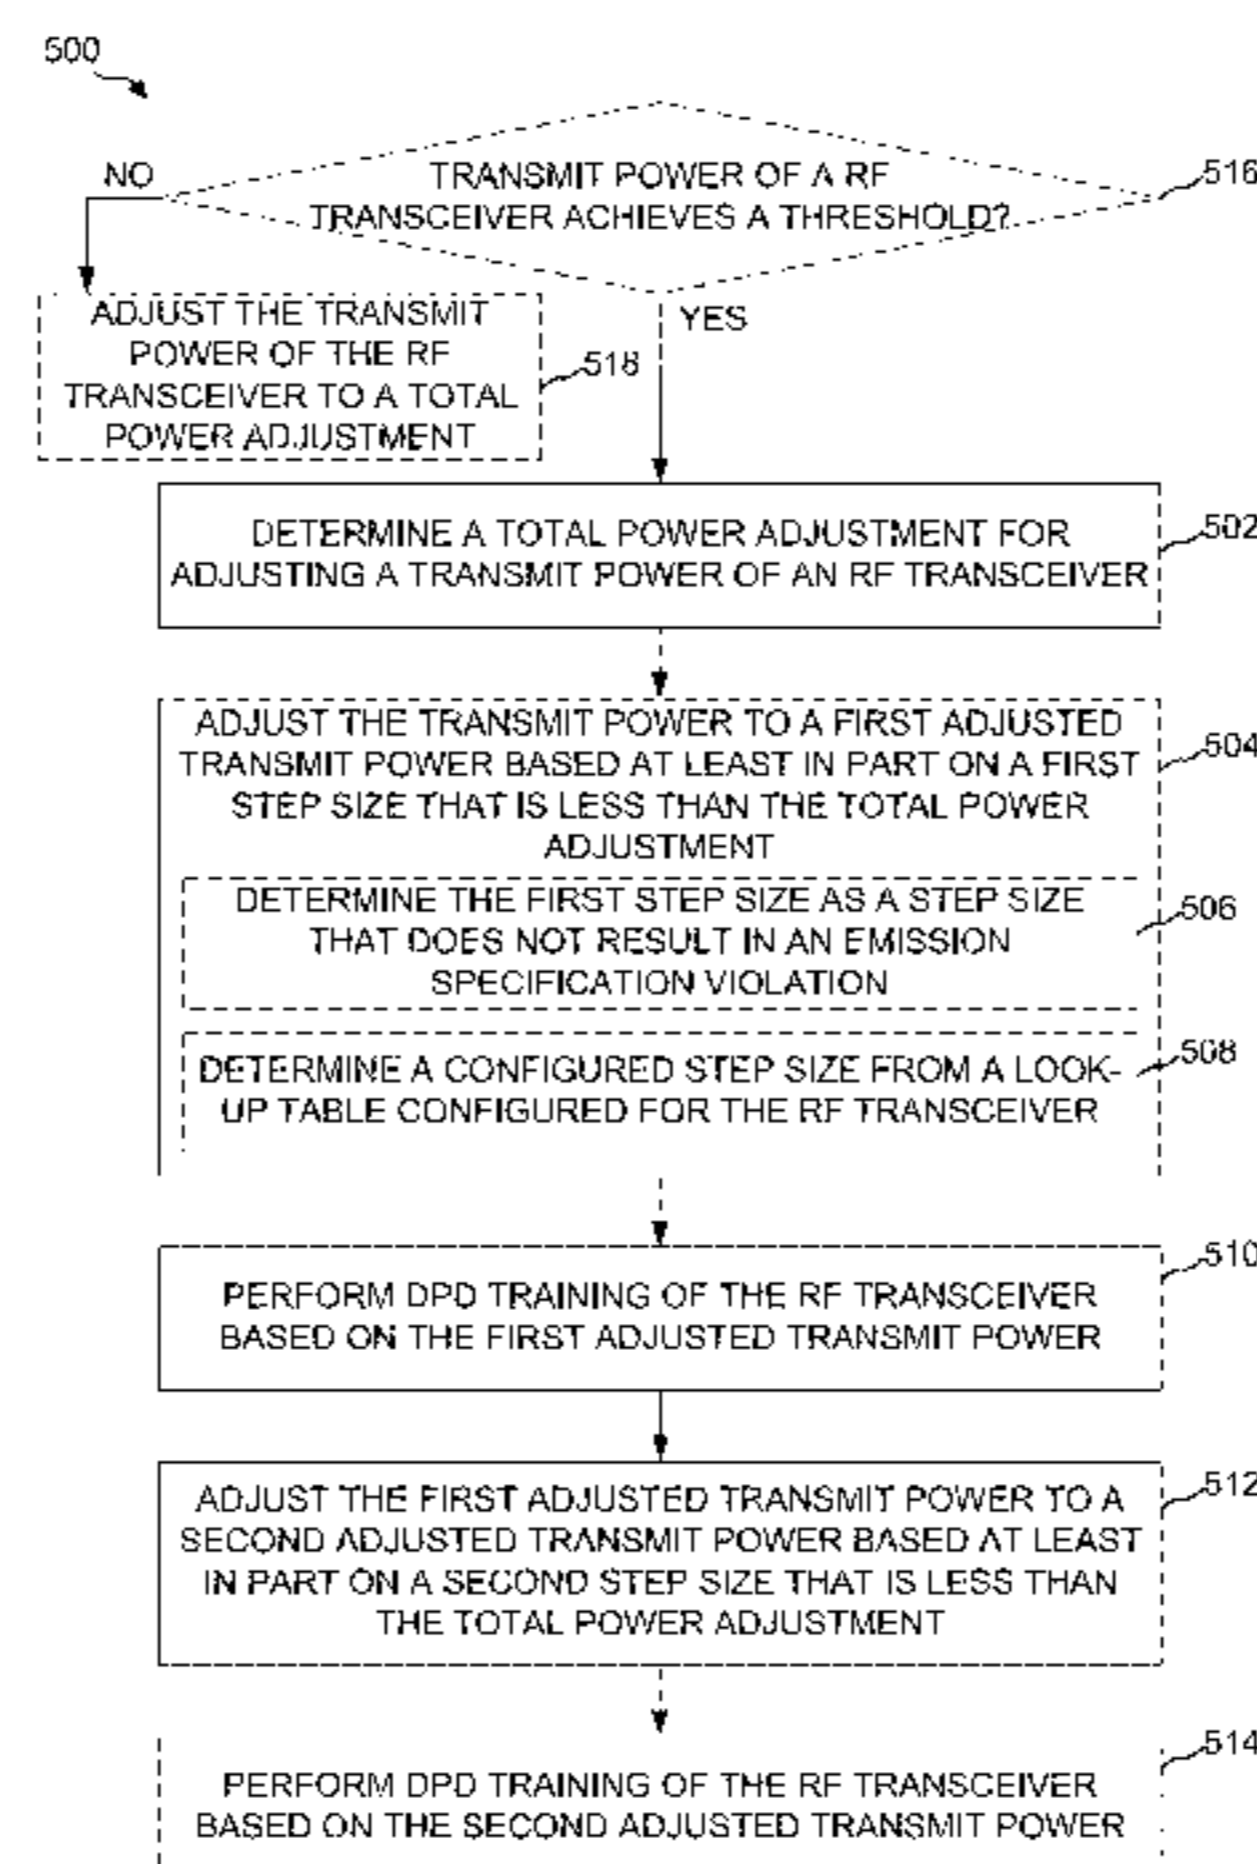 500
NO
TRANSMIT POWER OF A RF
TRANSCEIVER ACHIEVES A THRESHOLD?
516
ADJUST THE TRANSMIT
POWER OF THE RF
TRANSCEIVER TO A TOTAL
POWER ADJUSTMENT
518
YES
DETERMINE A TOTAL POWER ADJUSTMENT FOR
ADJUSTING A TRANSMIT POWER OF AN RF TRANSCEIVER
502
ADJUST THE TRANSMIT POWER TO A FIRST ADJUSTED
TRANSMIT POWER BASED AT LEAST IN PART ON A FIRST
STEP SIZE THAT IS LESS THAN THE TOTAL POWER
ADJUSTMENT
504
DETERMINE THE FIRST STEP SIZE AS A STEP SIZE
THAT DOES NOT RESULT IN AN EMISSION
SPECIFICATION VIOLATION
506
DETERMINE A CONFIGURED STEP SIZE FROM A LOOK-
UP TABLE CONFIGURED FOR THE RF TRANSCEIVER
508
PERFORM DPD TRAINING OF THE RF TRANSCEIVER
BASED ON THE FIRST ADJUSTED TRANSMIT POWER
510
ADJUST THE FIRST ADJUSTED TRANSMIT POWER TO A
SECOND ADJUSTED TRANSMIT POWER BASED AT LEAST
IN PART ON A SECOND STEP SIZE THAT IS LESS THAN
THE TOTAL POWER ADJUSTMENT
512
PERFORM DPD TRAINING OF THE RF TRANSCEIVER
BASED ON THE SECOND ADJUSTED TRANSMIT POWER
514